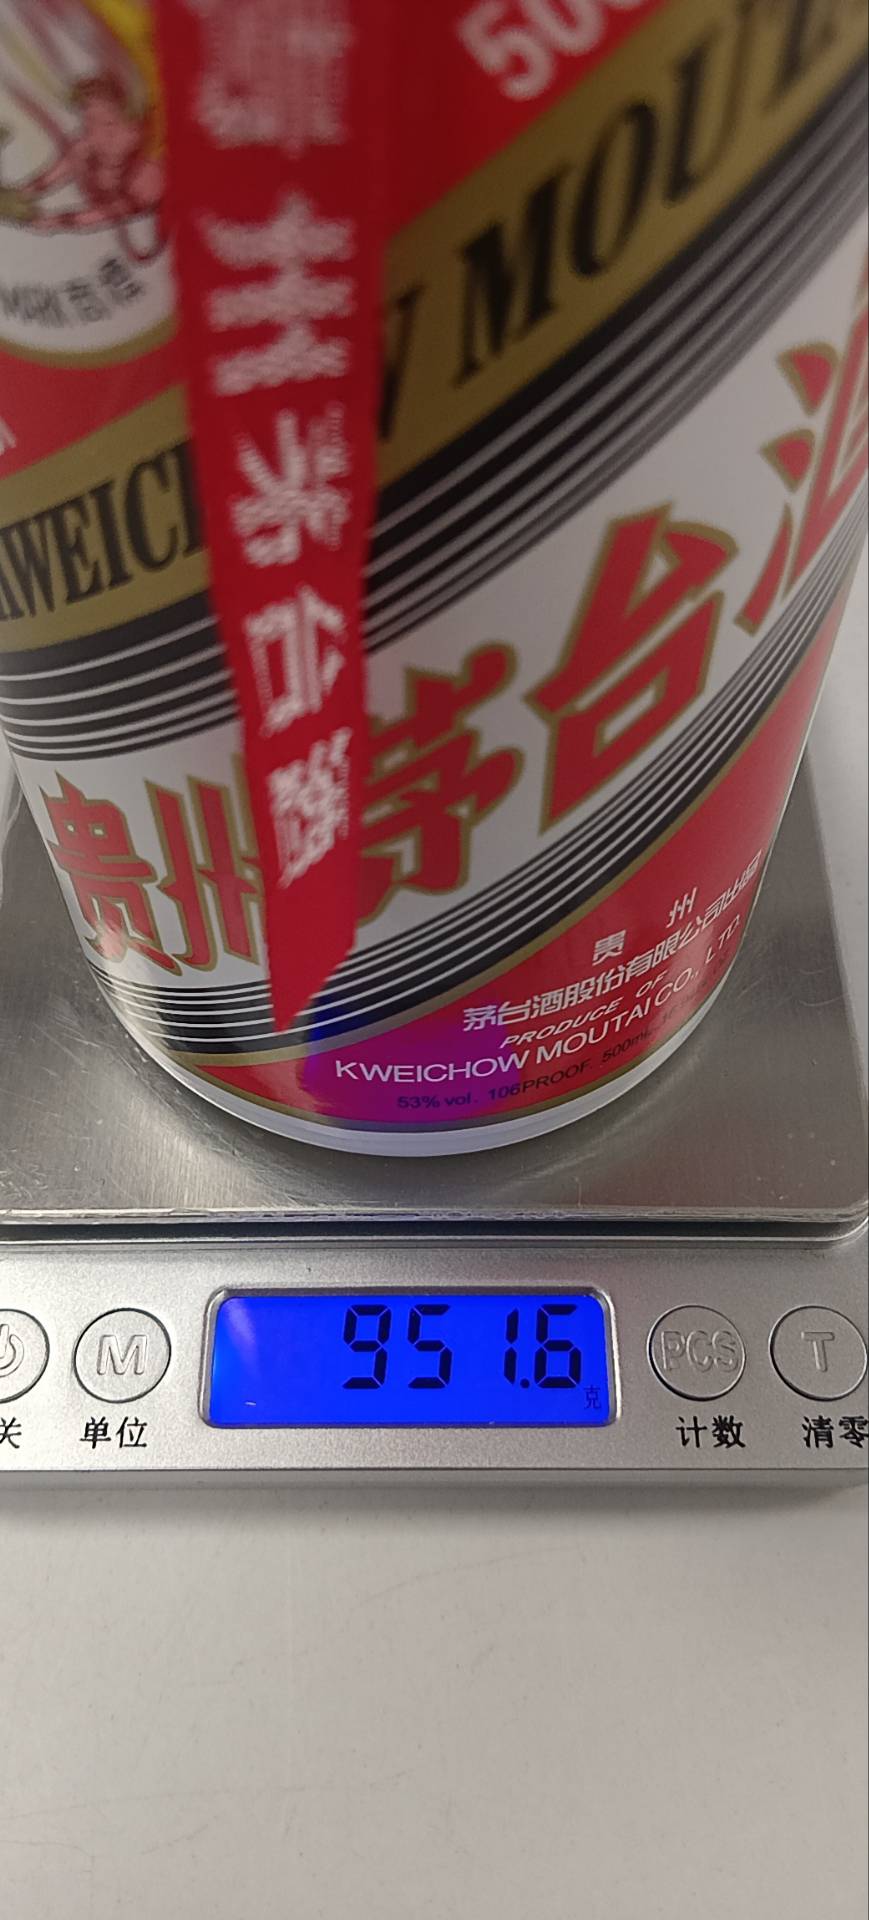 500
KWEICHOW MOUT
贵州茅台酒
贵州茅台酒
贵 州
茅台酒股份有限公司出品
PRODUCE OF
KWEICHOW MOUTAI CO., LTD.
53% vol. 106PROOF. 500ml
951.6
克
M
PCS
T
关
单位
计数
清零